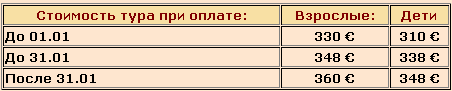 Стоимость тура при оплате: Взрослые: Дети
До 01.01 330 € 310 €
До 31.01 348 € 338 €
После 31.01 360 € 348 €